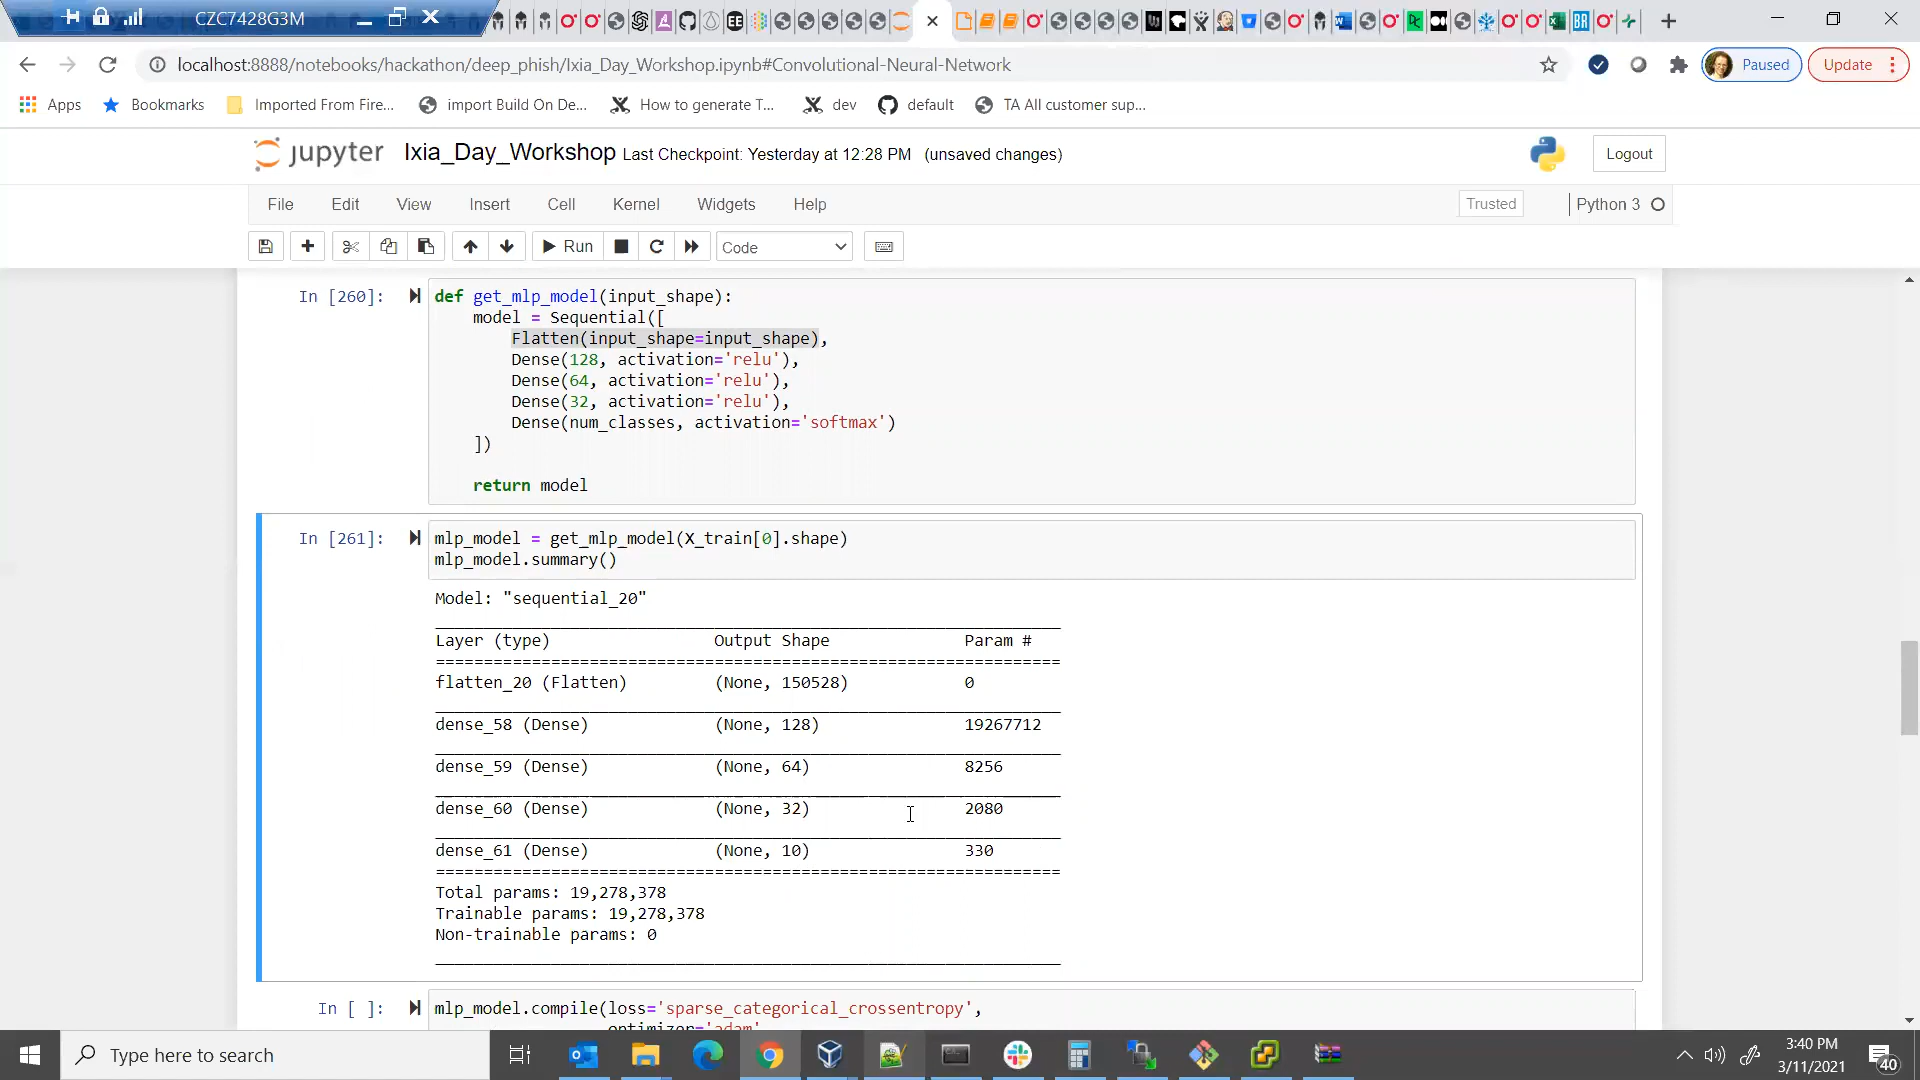 CZC7428G3M
localhost:8888/notebooks/hackathon/deep_phish/Ixia_Day_Workshop.ipynb#Convolutional-Neural-Network
Paused
Update
Apps
Bookmarks
Imported From Fire...
import Build On De...
How to generate T...
dev
default
TA All customer sup...
jupyter
Ixia_Day_Workshop Last Checkpoint: Yesterday at 12:28 PM (unsaved changes)
Logout
File Edit View Insert Cell Kernel Widgets Help
Trusted
Python 3
Run
Code
In [260]:
def get_mlp_model(input_shape):
    model = Sequential([
        Flatten(input_shape=input_shape),
        Dense(128, activation='relu'),
        Dense(64, activation='relu'),
        Dense(32, activation='relu'),
        Dense(num_classes, activation='softmax')
    ])
    return model
In [261]:
mlp_model = get_mlp_model(X_train[0].shape)
mlp_model.summary()
Model: "sequential_20"
Layer (type) Output Shape Param #
=================================================================
flatten_20 (Flatten) (None, 150528) 0
dense_58 (Dense) (None, 128) 19267712
dense_59 (Dense) (None, 64) 8256
dense_60 (Dense) (None, 32) 2080
dense_61 (Dense) (None, 10) 330
=================================================================
Total params: 19,278,378
Trainable params: 19,278,378
Non-trainable params: 0
In [ ]:
mlp_model.compile(loss='sparse_categorical_crossentropy',
optimizer='adam'
Type here to search
3:40 PM
3/11/2021
40